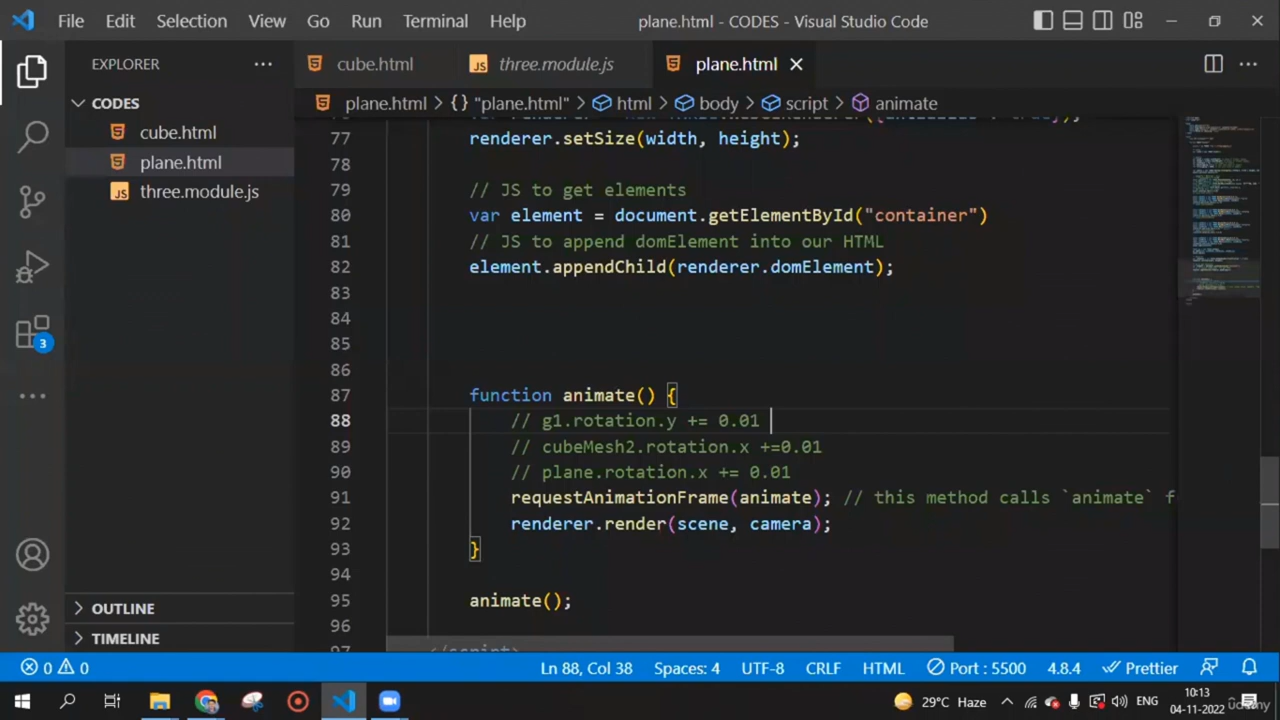 File Edit Selection View Go Run Terminal Help plane.html - CODES - Visual Studio Code
EXPLORER
cube.html three.module.js plane.html
CODES
plane.html > {} "plane.html" > html > body > script > animate
cube.html
plane.html
three.module.js
77 renderer.setSize(width, height);
78
79 // JS to get elements
80 var element = document.getElementById("container")
81 // JS to append domElement into our HTML
82 element.appendChild(renderer.domElement);
83
84
85
86
87 function animate() {
88 // g1.rotation.y += 0.01
89 // cubeMesh2.rotation.x +=0.01
90 // plane.rotation.x += 0.01
91 requestAnimationFrame(animate); // this method calls `animate` f
92 renderer.render(scene, camera);
93 }
94
95 animate();
96
97 </script>
3
OUTLINE
TIMELINE
0 0 Ln 88, Col 38 Spaces: 4 UTF-8 CRLF HTML Port : 5500 4.8.4 Prettier
29°C Haze ENG 10:13
04-11-2022
udemy